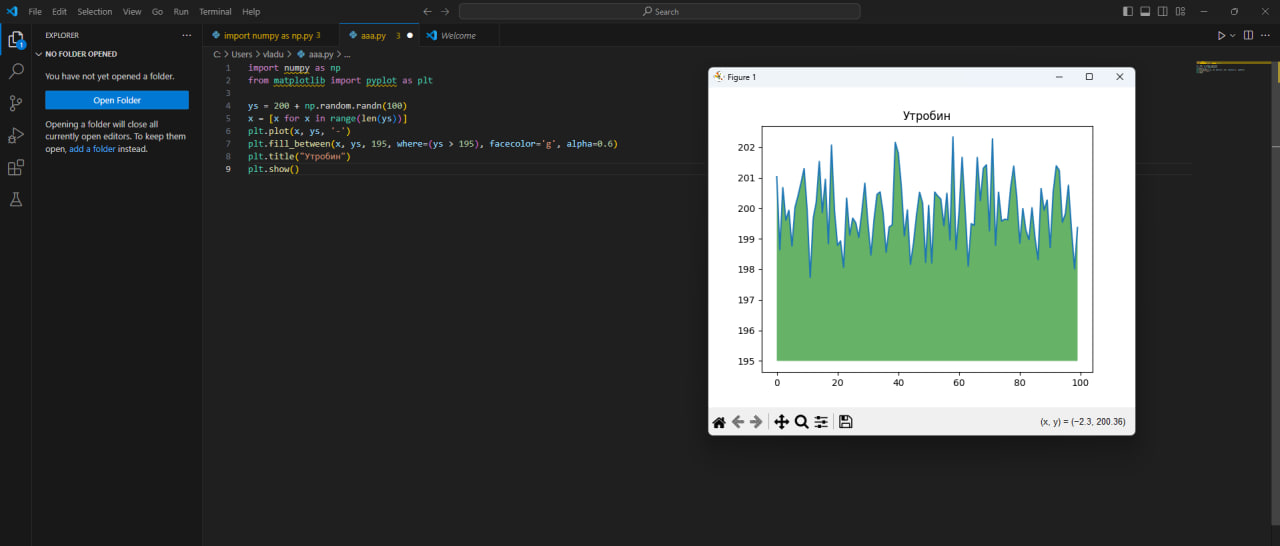 File Edit Selection View Go Run Terminal Help
Search
EXPLORER
NO FOLDER OPENED
You have not yet opened a folder.
Open Folder
Opening a folder will close all
currently open editors. To keep them
open, add a folder instead.
1
import numpy as np.py 3
aaa.py 3
Welcome
C: > Users > vladu > aaa.py > ...
1 import numpy as np
2 from matplotlib import pyplot as plt
3
4 ys = 200 + np.random.randn(100)
5 x = [x for x in range(len(ys))]
6 plt.plot(x, ys, '-')
7 plt.fill_between(x, ys, 195, where=(ys > 195), facecolor='g', alpha=0.6)
8 plt.title("Утробин")
9 plt.show()
Figure 1
Утробин
202
201
200
199
198
197
196
195
0 20 40 60 80 100
(x, y) = (−2.3, 200.36)